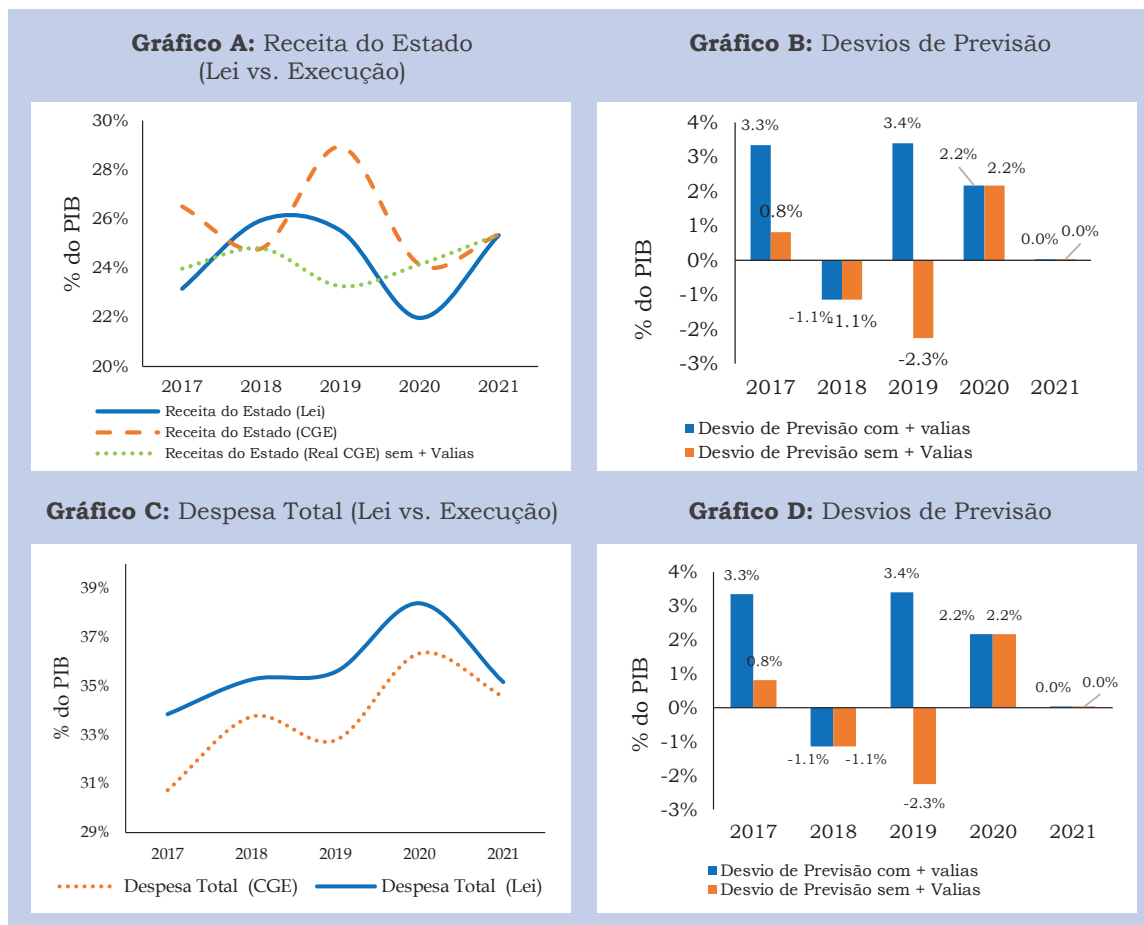 Gráfico A: Receita do Estado
(Lei vs. Execução)
30%
28%
26%
24%
22%
20%
% do PIB
2017 2018 2019 2020 2021
Receita do Estado (Lei)
Receita do Estado (CGE)
Receitas do Estado (Real CGE) sem + Valias
Gráfico B: Desvios de Previsão
4%
3%
2%
1%
0%
-1%
-2%
-3%
% do PIB
3.3%
0.8%
-1.1%
-1.1%
3.4%
-2.3%
2.2%
2.2%
0.0%
0.0%
2017 2018 2019 2020 2021
Desvio de Previsão com + valias
Desvio de Previsão sem + Valias
Gráfico C: Despesa Total (Lei vs. Execução)
39%
37%
35%
33%
31%
29%
% do PIB
2017 2018 2019 2020 2021
Despesa Total (CGE) Despesa Total (Lei)
Gráfico D: Desvios de Previsão
4%
3%
2%
1%
0%
-1%
-2%
-3%
% do PIB
3.3%
0.8%
-1.1%
-1.1%
3.4%
-2.3%
2.2%
2.2%
0.0%
0.0%
2017 2018 2019 2020 2021
Desvio de Previsão com + valias
Desvio de Previsão sem + Valias